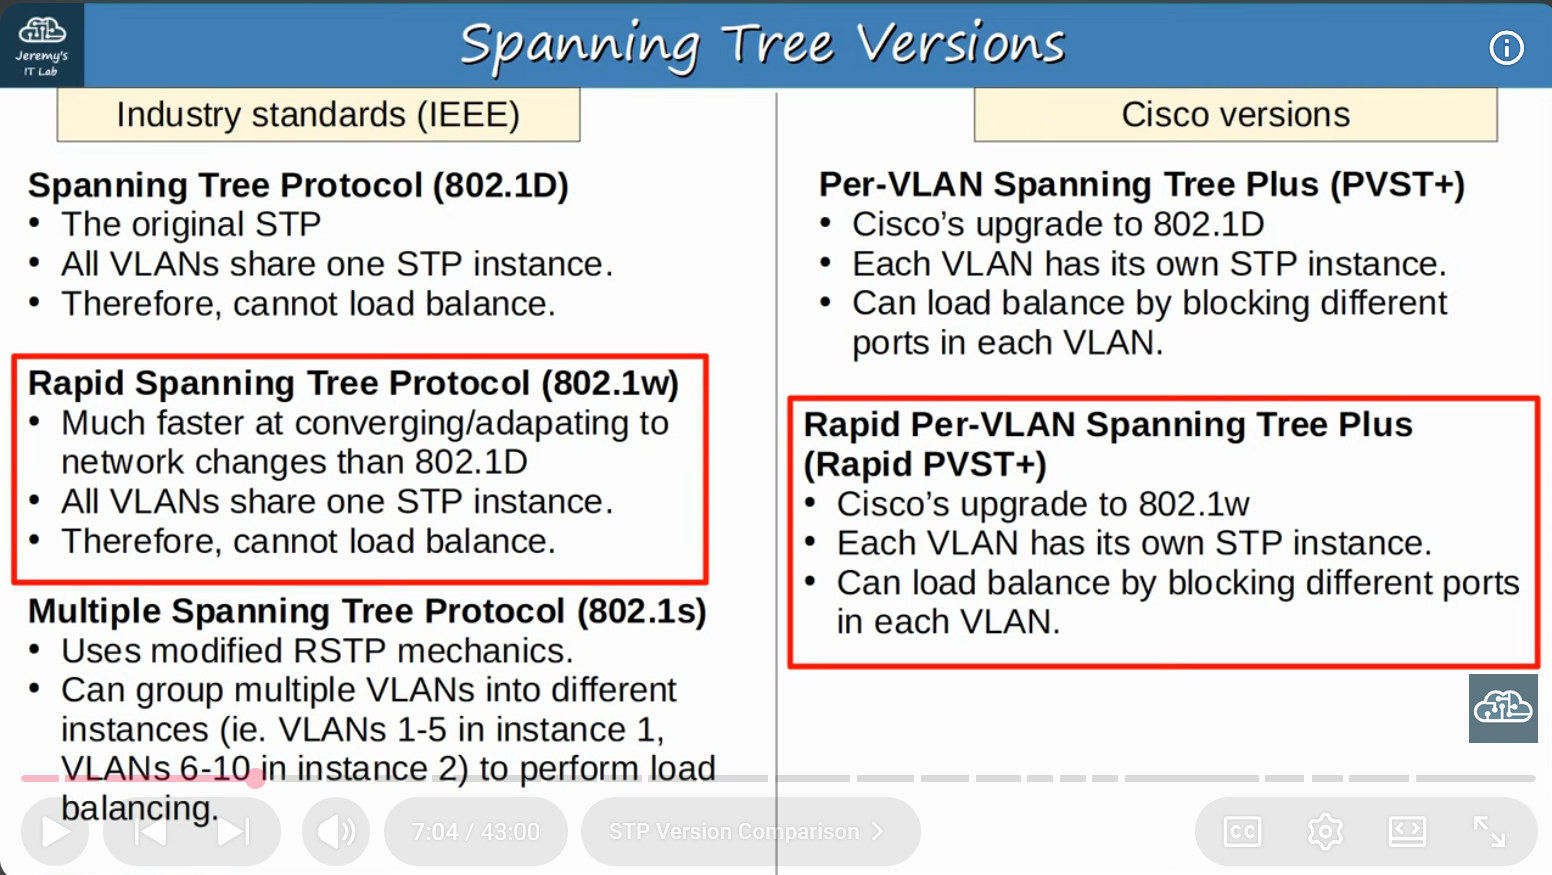 Jeremy's
IT Lab
Spanning Tree Versions
Industry standards (IEEE)
Spanning Tree Protocol (802.1D)
• The original STP
• All VLANs share one STP instance.
• Therefore, cannot load balance.
Rapid Spanning Tree Protocol (802.1w)
• Much faster at converging/adapating to
network changes than 802.1D
• All VLANs share one STP instance.
• Therefore, cannot load balance.
Multiple Spanning Tree Protocol (802.1s)
• Uses modified RSTP mechanics.
• Can group multiple VLANs into different
instances (ie. VLANs 1-5 in instance 1,
VLANs 6-10 in instance 2) to perform load
balancing.
Cisco versions
Per-VLAN Spanning Tree Plus (PVST+)
• Cisco's upgrade to 802.1D
• Each VLAN has its own STP instance.
• Can load balance by blocking different
ports in each VLAN.
Rapid Per-VLAN Spanning Tree Plus
(Rapid PVST+)
• Cisco's upgrade to 802.1w
• Each VLAN has its own STP instance.
• Can load balance by blocking different ports
in each VLAN.
7:04 / 43:00
STP Version Comparison
CC